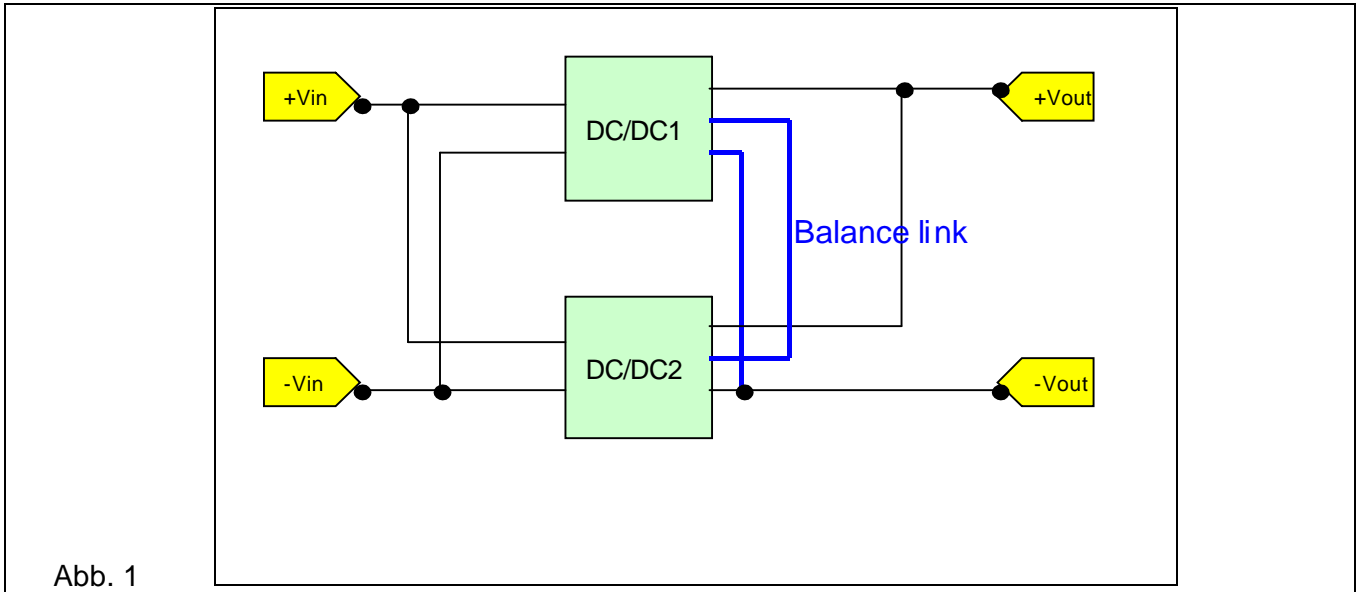 +Vin
DC/DC1
+Vout
Balance link
-Vin
DC/DC2
-Vout
Abb. 1